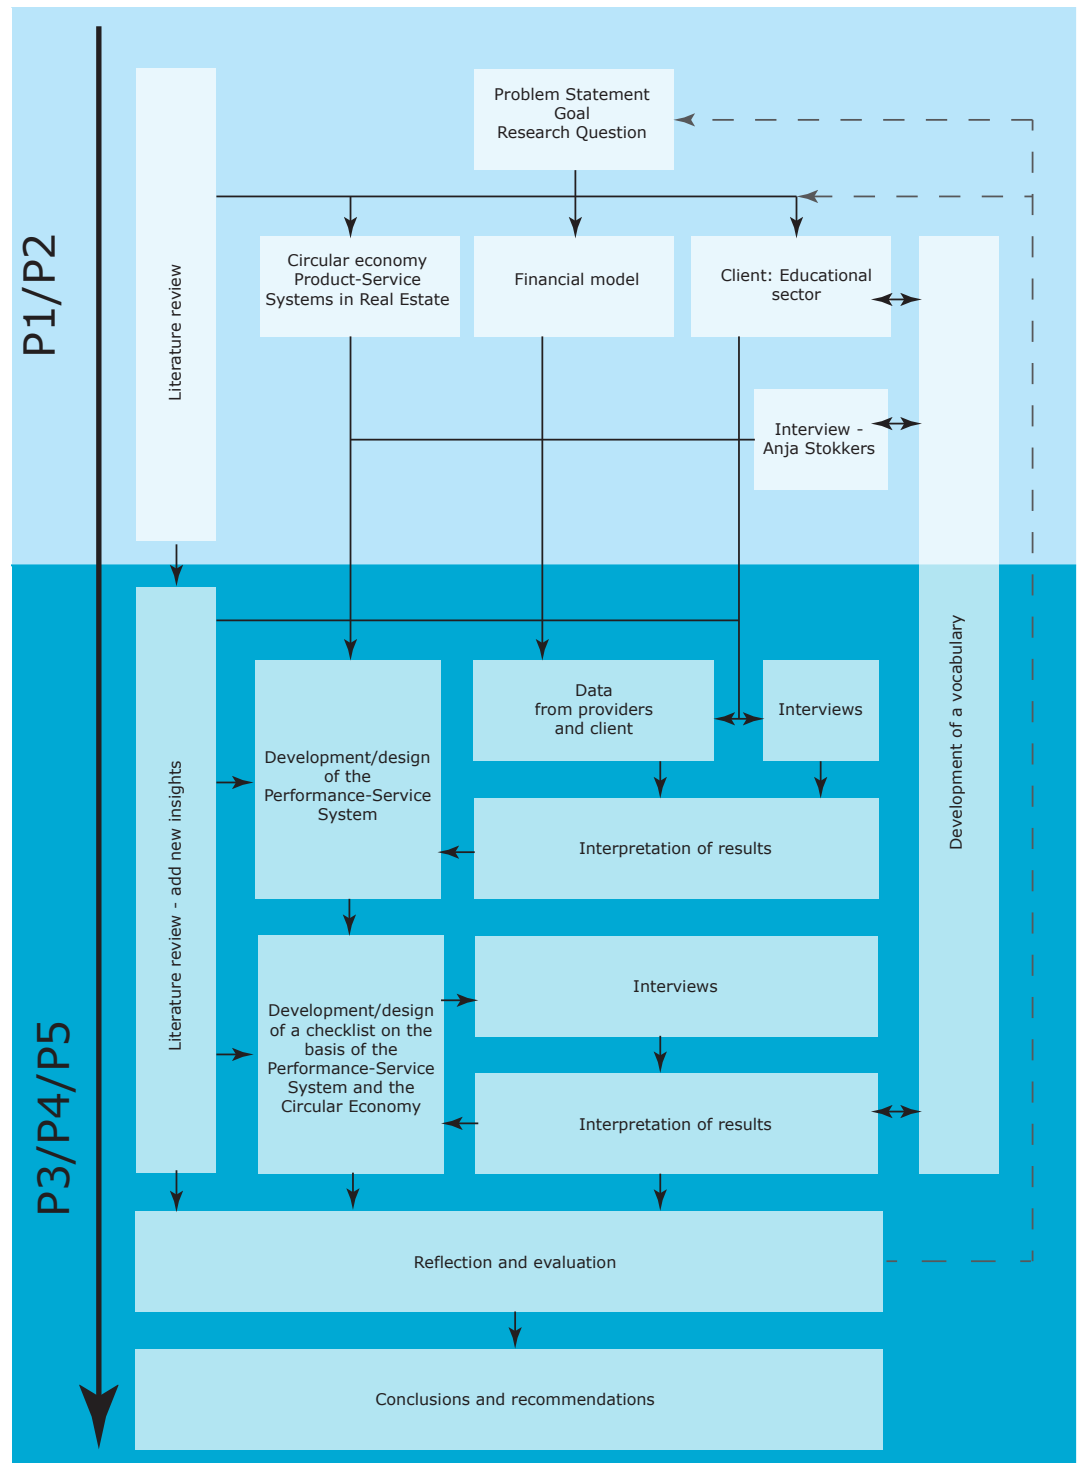 P1/P2
Literature review
Problem Statement
Goal
Research Question
Circular economy
Product-Service
Systems in Real Estate
Financial model
Client: Educational
sector
Interview -
Anja Stokkers
Development of a vocabulary
P3/P4/P5
Literature review - add new insights
Development/design
of the
Performance-Service
System
Data
from providers
and client
Interviews
Interpretation of results
Development/design
of a checklist on the
basis of the
Performance-Service
System and the
Circular Economy
Interviews
Interpretation of results
Reflection and evaluation
Conclusions and recommendations